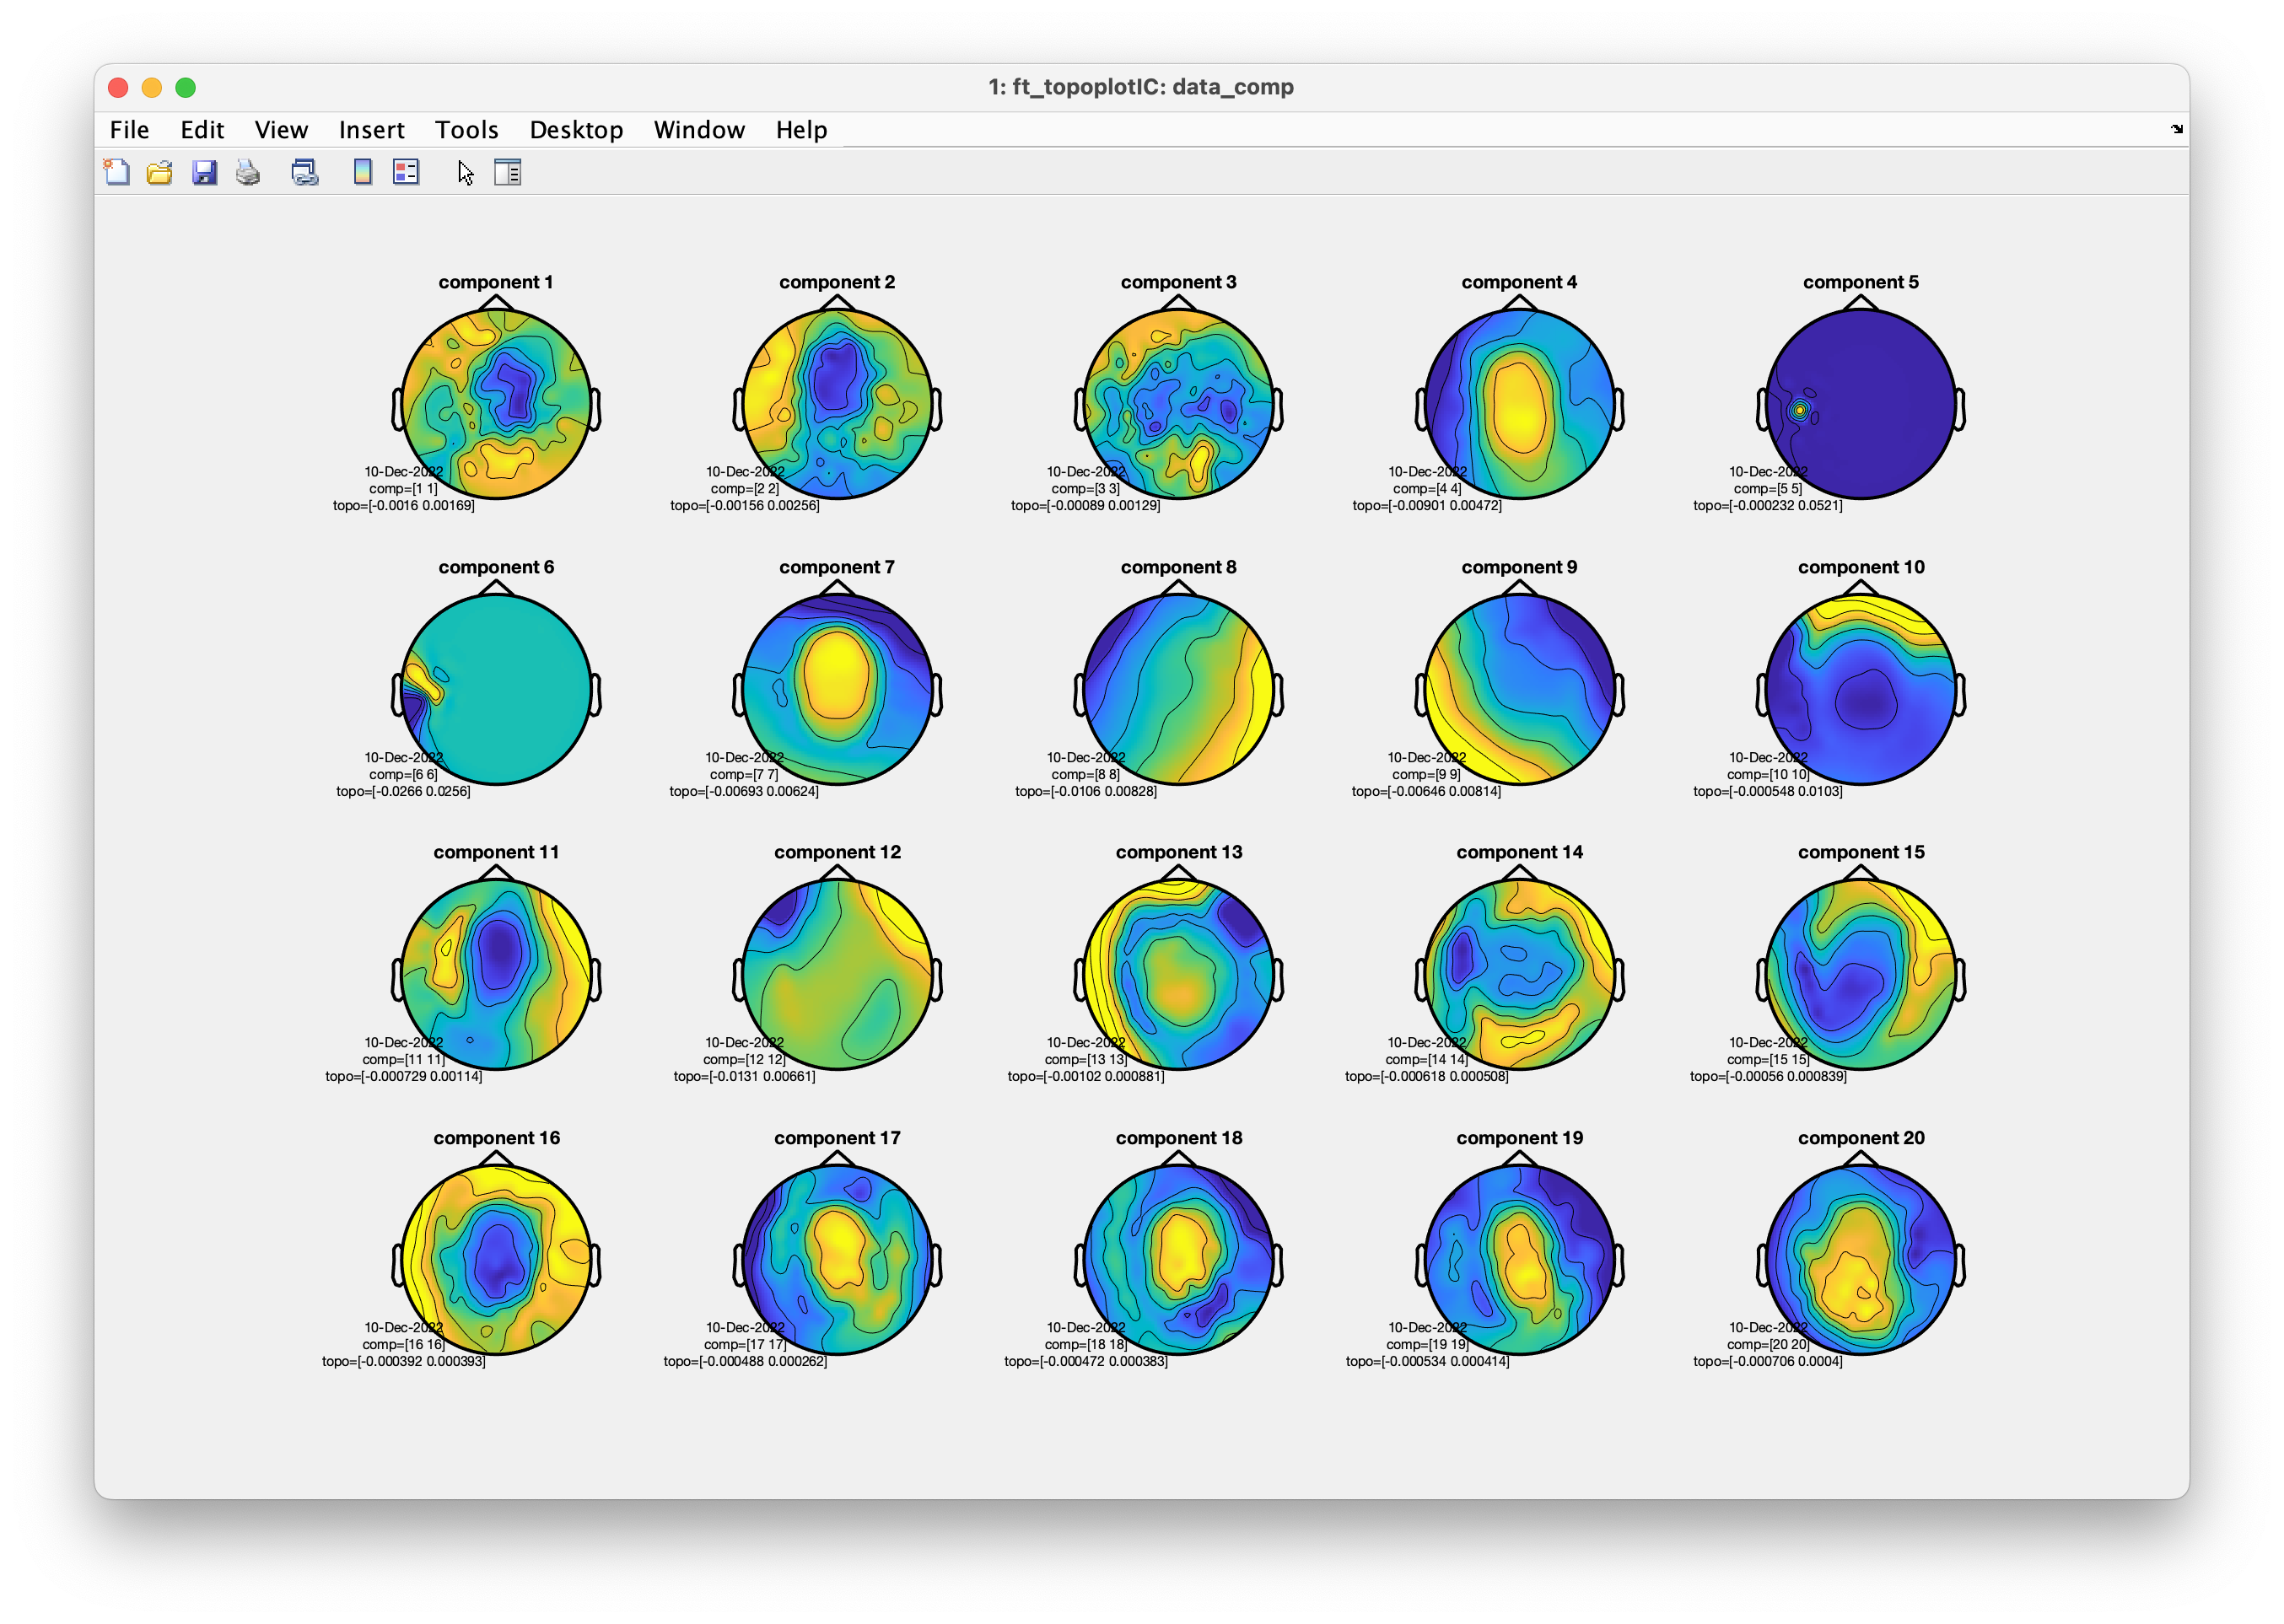 1: ft_topoplotIC: data_comp
File Edit View Insert Tools Desktop Window Help
component 1
10-Dec-2022
comp=[1 1]
topo=[-0.0016 0.00169]
component 2
10-Dec-2022
comp=[2 2]
topo=[-0.00156 0.00256]
component 3
10-Dec-2022
comp=[3 3]
topo=[-0.00089 0.00129]
component 4
10-Dec-2022
comp=[4 4]
topo=[-0.00901 0.00472]
component 5
10-Dec-2022
comp=[5 5]
topo=[-0.000232 0.0521]
component 6
10-Dec-2022
comp=[6 6]
topo=[-0.0266 0.0256]
component 7
10-Dec-2022
comp=[7 7]
topo=[-0.00693 0.00624]
component 8
10-Dec-2022
comp=[8 8]
topo=[-0.0106 0.00828]
component 9
10-Dec-2022
comp=[9 9]
topo=[-0.00646 0.00814]
component 10
10-Dec-2022
comp=[10 10]
topo=[-0.000548 0.0103]
component 11
10-Dec-2022
comp=[11 11]
topo=[-0.000729 0.00114]
component 12
10-Dec-2022
comp=[12 12]
topo=[-0.0131 0.00661]
component 13
10-Dec-2022
comp=[13 13]
topo=[-0.00102 0.000881]
component 14
10-Dec-2022
comp=[14 14]
topo=[-0.000618 0.000508]
component 15
10-Dec-2022
comp=[15 15]
topo=[-0.00056 0.000839]
component 16
10-Dec-2022
comp=[16 16]
topo=[-0.000392 0.000393]
component 17
10-Dec-2022
comp=[17 17]
topo=[-0.000488 0.000262]
component 18
10-Dec-2022
comp=[18 18]
topo=[-0.000472 0.000383]
component 19
10-Dec-2022
comp=[19 19]
topo=[-0.000534 0.000414]
component 20
10-Dec-2022
comp=[20 20]
topo=[-0.000706 0.0004]